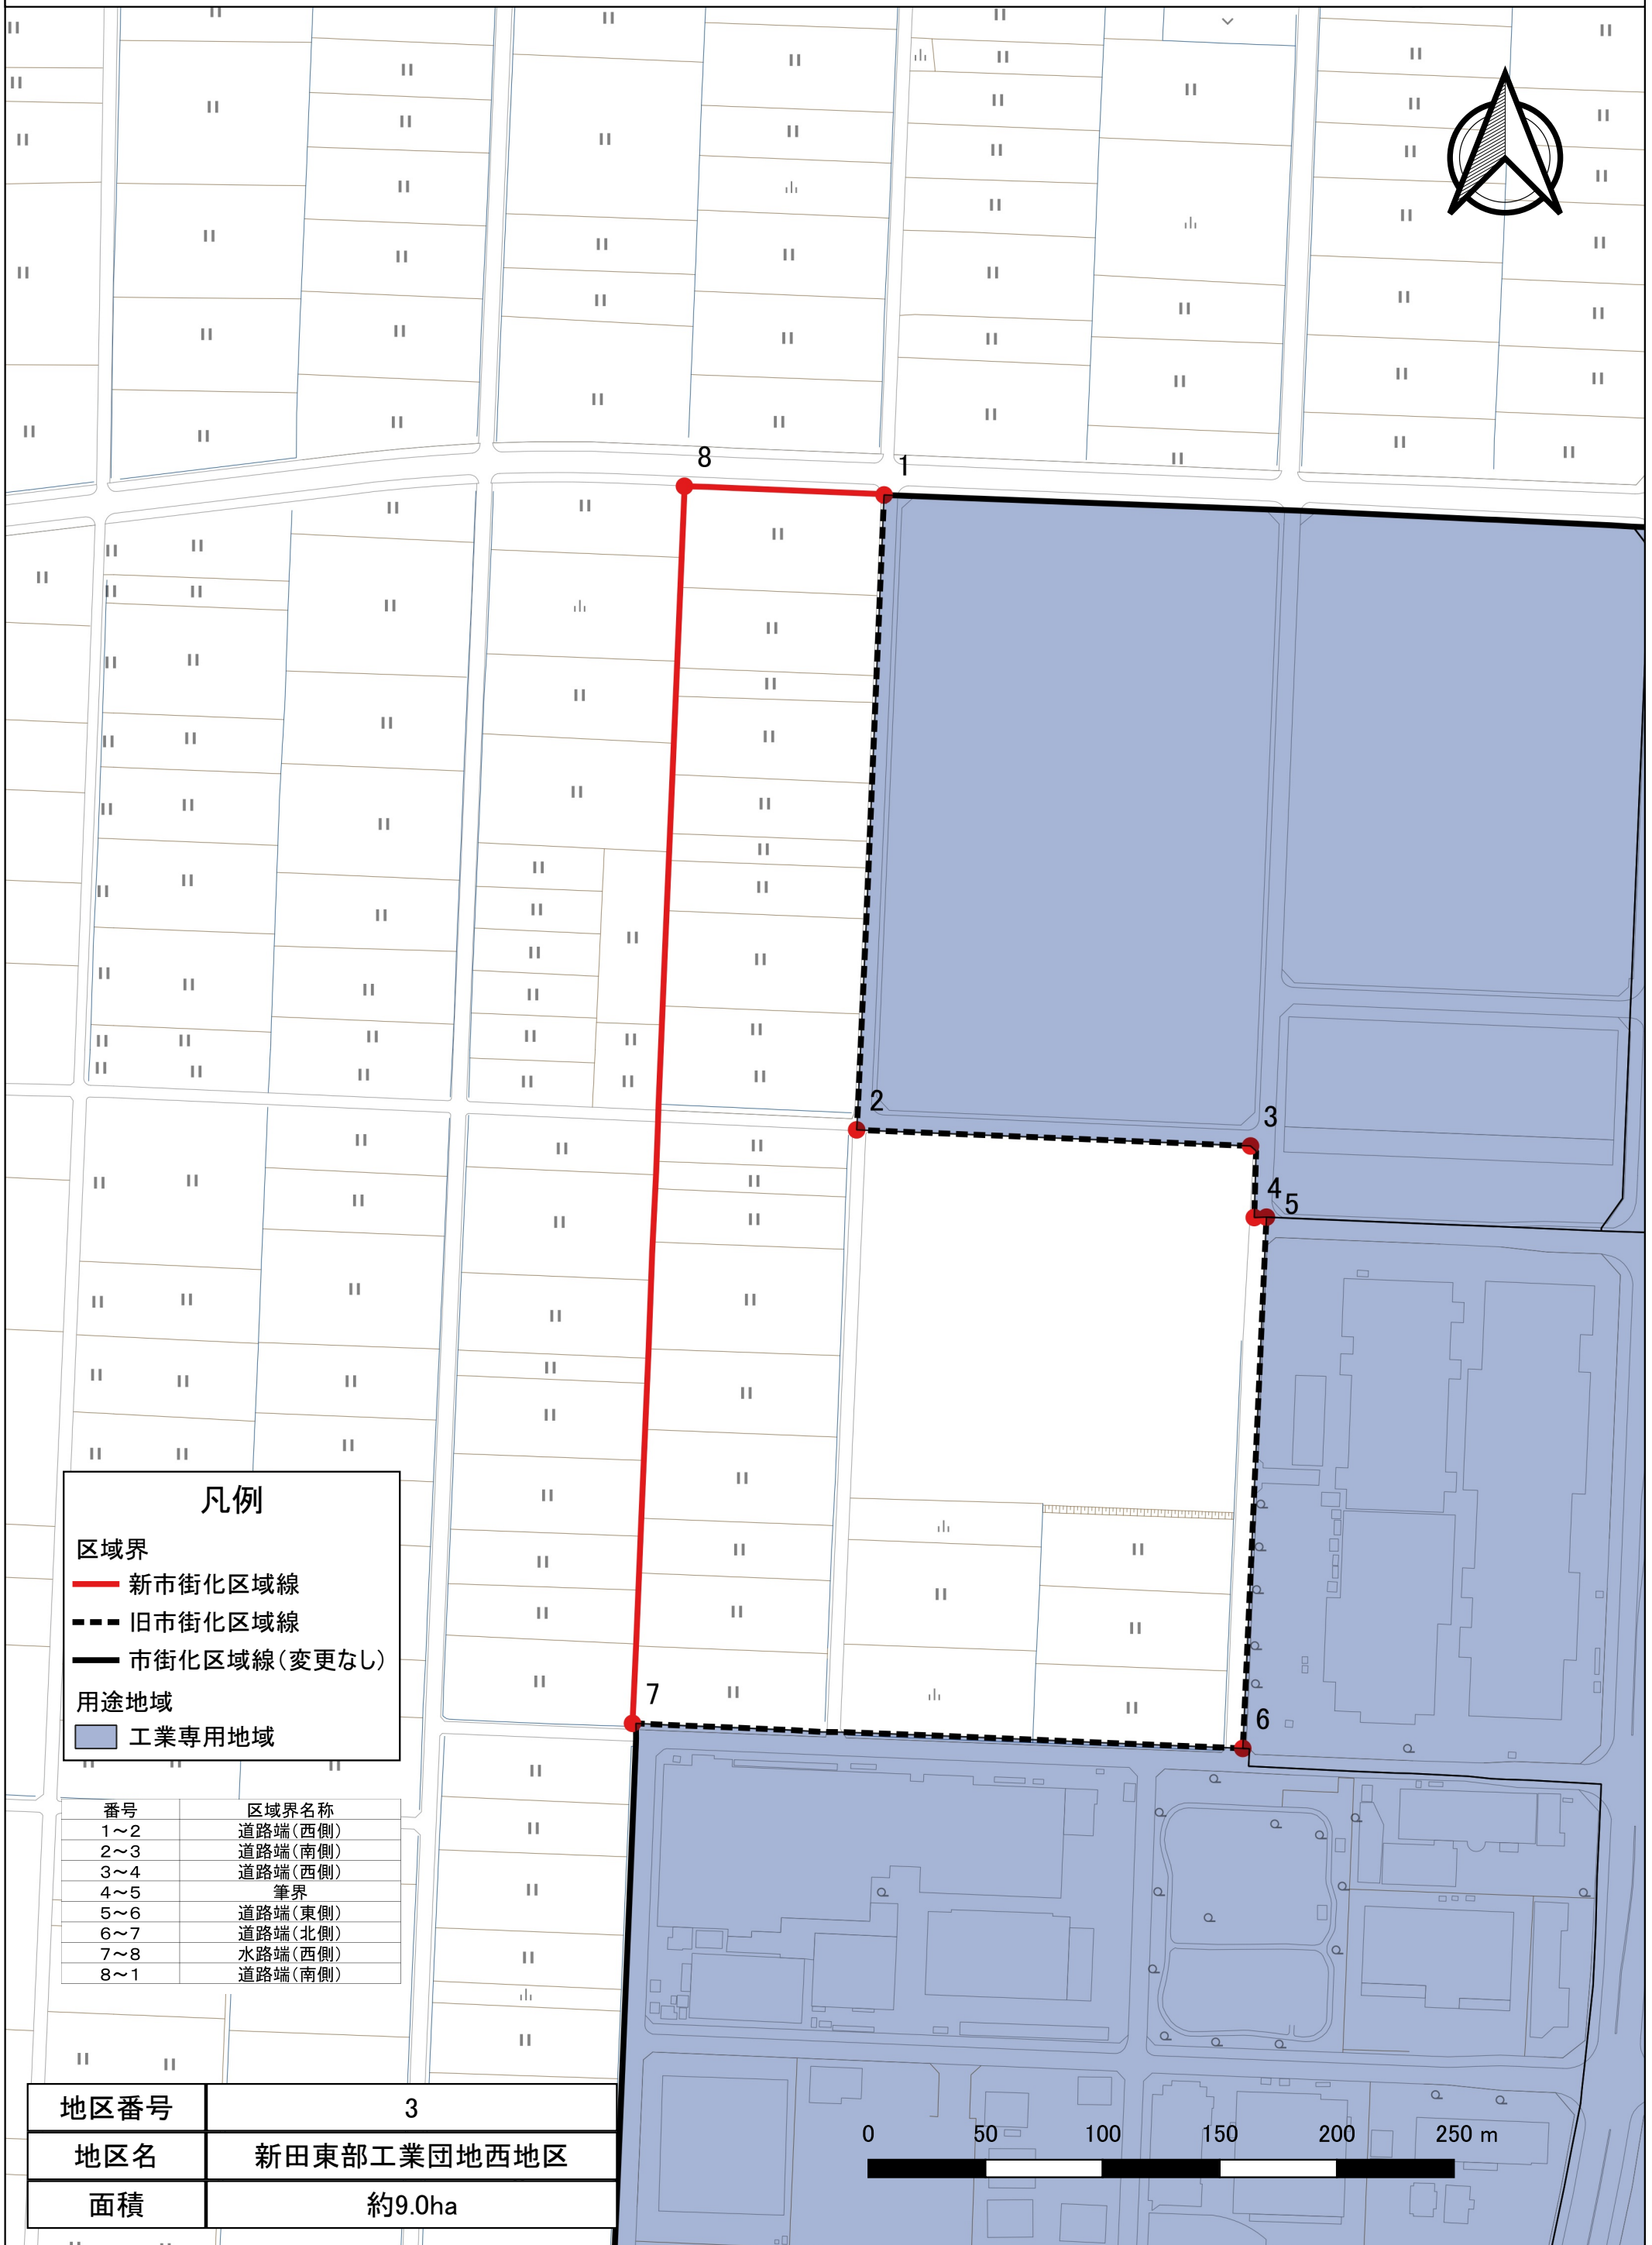 8
1
2
3
4
5
6
7
凡例
区域界
新市街化区域線
旧市街化区域線
市街化区域線(変更なし)
用途地域
工業専用地域
番号 区域界名称
1～2 道路端(西側)
2～3 道路端(南側)
3～4 道路端(西側)
4～5 筆界
5～6 道路端(東側)
6～7 道路端(北側)
7～8 水路端(西側)
8～1 道路端(南側)
地区番号 3
地区名 新田東部工業団地西地区
面積 約9.0ha
0 50 100 150 200 250 m